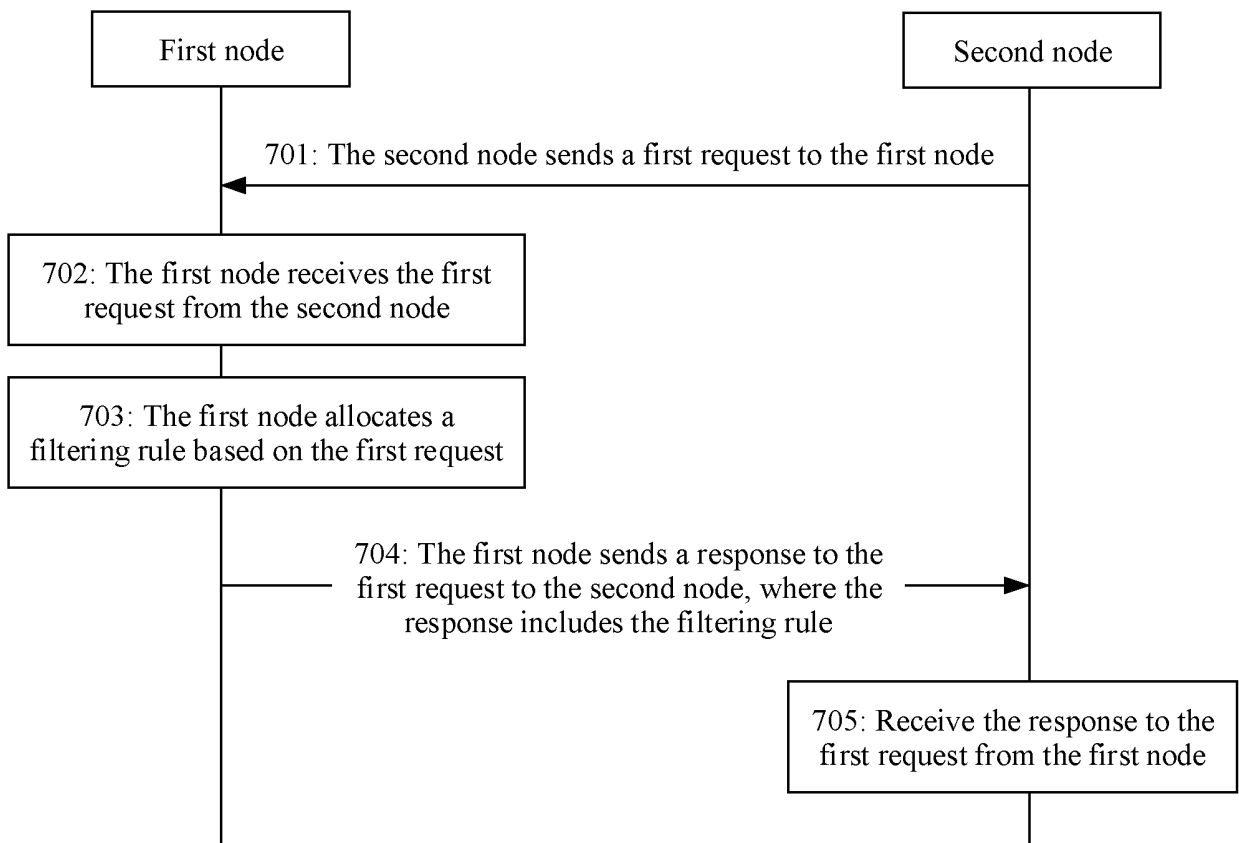 First node
Second node
701: The second node sends a first request to the first node
702: The first node receives the first
request from the second node
703: The first node allocates a
filtering rule based on the first request
704: The first node sends a response to the
first request to the second node, where the
response includes the filtering rule
705: Receive the response to the
first request from the first node